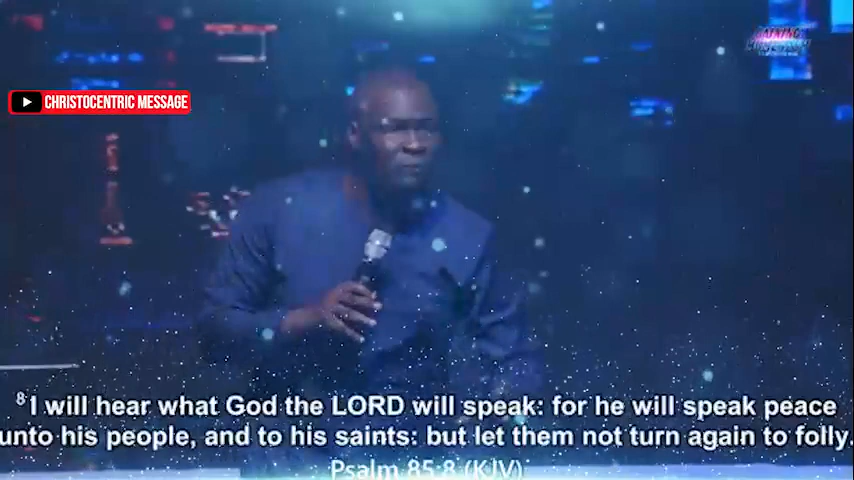 CHRISTOCENTRIC MESSAGE
8 I will hear what God the LORD will speak: for he will speak peace
unto his people, and to his saints: but let them not turn again to folly.
Psalm 85:8 (KJV)